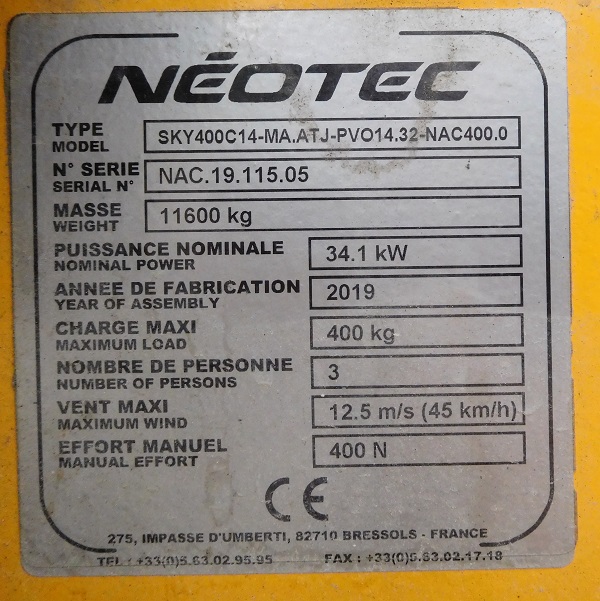 NÉOTEC
TYPE
MODEL
SKY400C14-MA.ATJ-PVO14.32-NAC400.0
N° SERIE
SERIAL N°
NAC.19.115.05
MASSE
WEIGHT
11600 kg
PUISSANCE NOMINALE
NOMINAL POWER
34.1 kW
ANNEE DE FABRICATION
YEAR OF ASSEMBLY
2019
CHARGE MAXI
MAXIMUM LOAD
400 kg
NOMBRE DE PERSONNE
NUMBER OF PERSONS
3
VENT MAXI
MAXIMUM WIND
12.5 m/s (45 km/h)
EFFORT MANUEL
MANUAL EFFORT
400 N
CE
275, IMPASSE D'UMBERTI, 82710 BRESSOLS - FRANCE
TEL : +33(0)5.63.02.95.95 FAX : +33(0)5.63.02.17.18